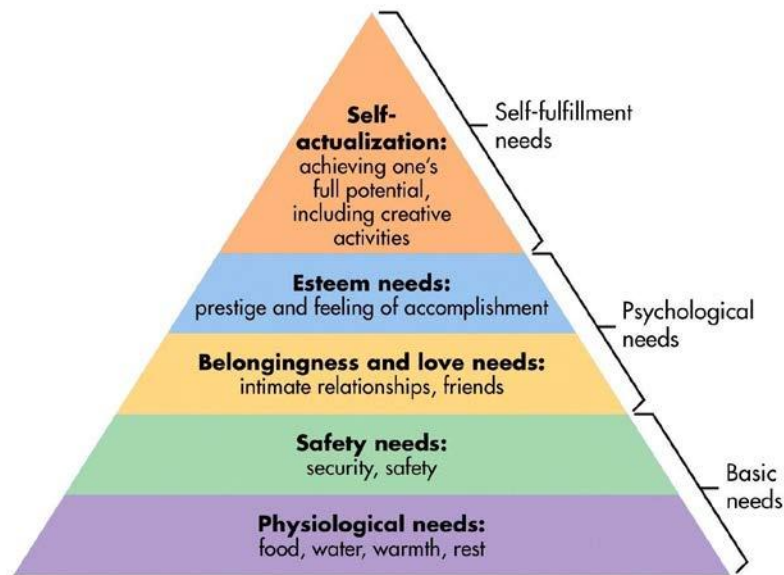 Self-
actualization:
achieving one's
full potential,
including creative
activities
Self-fulfillment
needs
Esteem needs:
prestige and feeling of accomplishment
Psychological
needs
Belongingness and love needs:
intimate relationships, friends
Safety needs:
security, safety
Basic
needs
Physiological needs:
food, water, warmth, rest